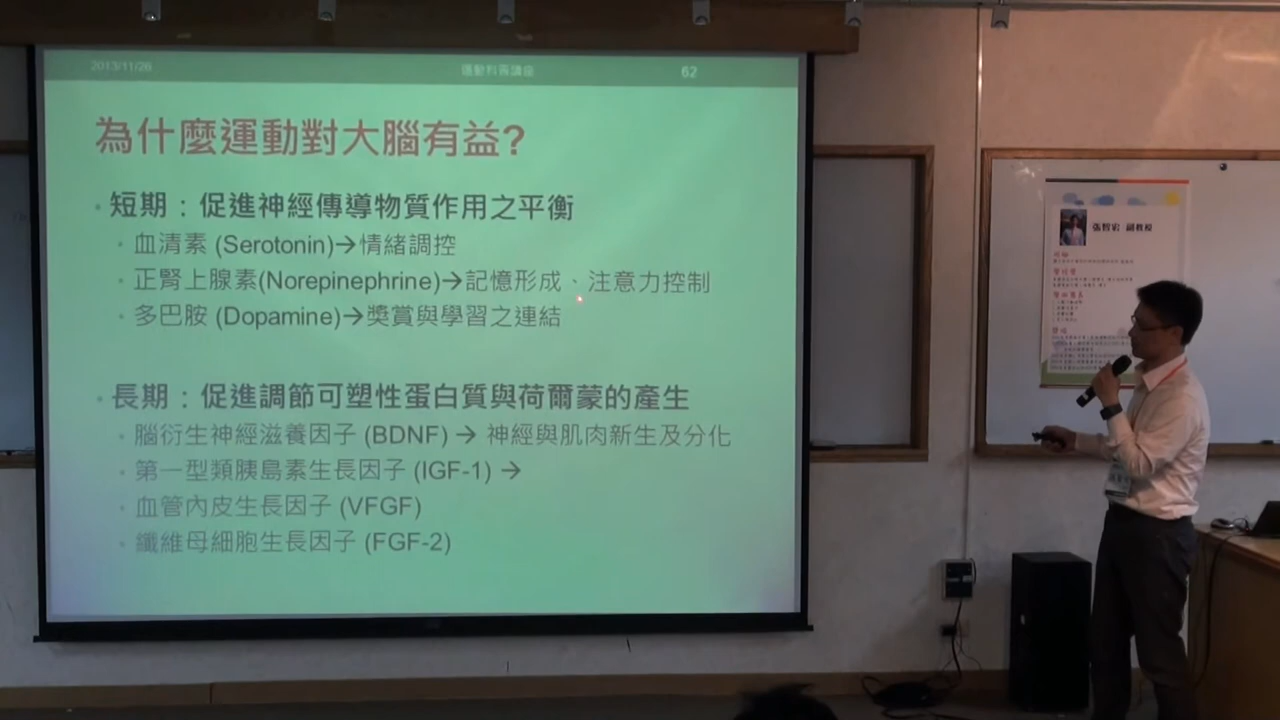 2013/11/26
運動科普講座
62
為什麼運動對大腦有益?
短期：促進神經傳導物質作用之平衡
血清素 (Serotonin)→情緒調控
正腎上腺素(Norepinephrine)→記憶形成、注意力控制
多巴胺 (Dopamine)→獎賞與學習之連結
長期：促進調節可塑性蛋白質與荷爾蒙的產生
腦衍生神經滋養因子 (BDNF) → 神經與肌肉新生及分化
第一型類胰島素生長因子 (IGF-1) →
血管內皮生長因子 (VFGF)
纖維母細胞生長因子 (FGF-2)
張智宏 副教授